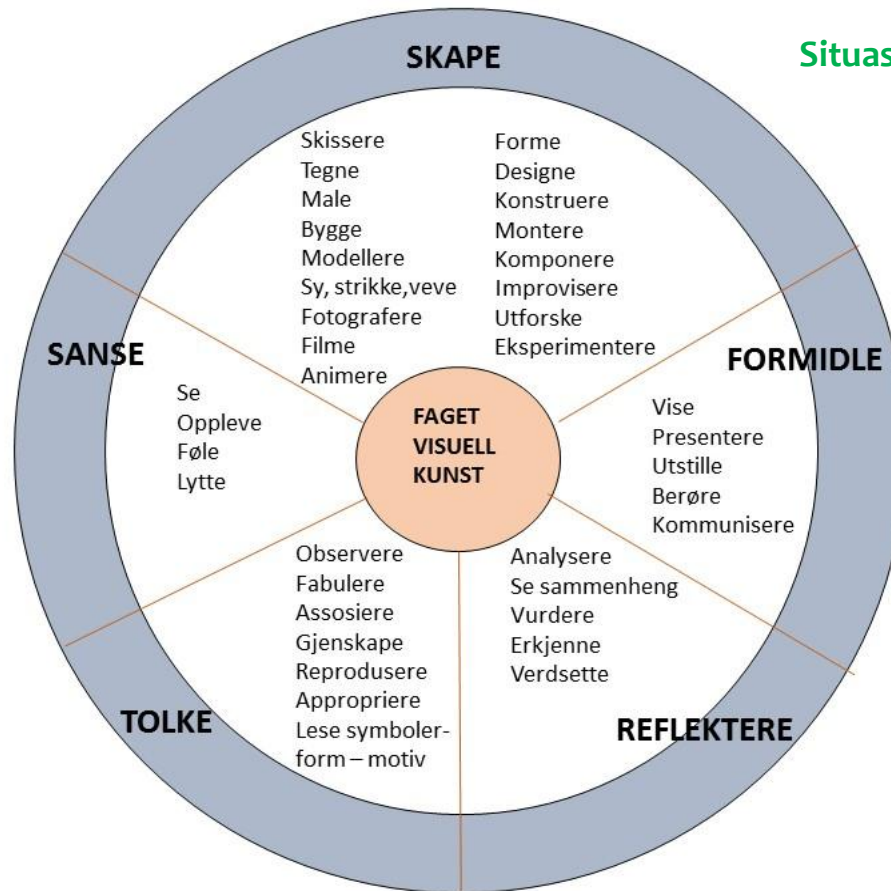 SKAPE
Situas
Skissere
Tegne
Male
Bygge
Modellere
Sy, strikke,veve
Fotografere
Filme
Animere
Forme
Designe
Konstruere
Montere
Komponere
Improvisere
Utforske
Eksperimentere
SANSE
Se
Oppleve
Føle
Lytte
FAGET
VISUELL
KUNST
FORMIDLE
Vise
Presentere
Utstille
Berøre
Kommunisere
Observere
Fabulere
Assosiere
Gjenskape
Reprodusere
Appropriere
Lese symboler-
form – motiv
TOLKE
Analysere
Se sammenheng
Vurdere
Erkjenne
Verdsette
REFLEKTERE